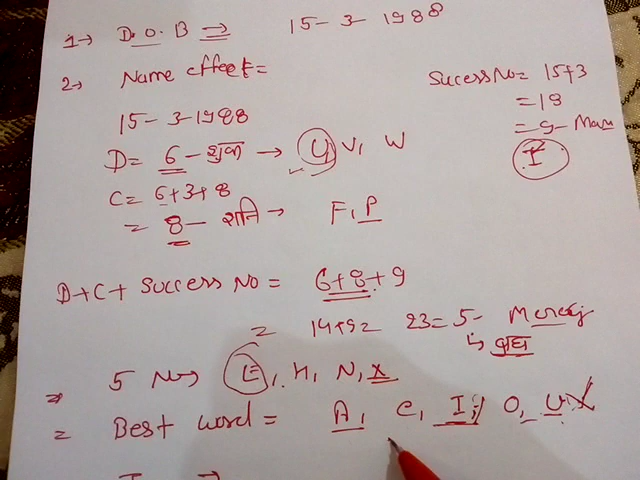 1→ D.O.B ⇒ 15-3-1988
2→ Name effect=
Sucess No= 15+3
=18
=9- Mars
I
15-3-1988
D= 6 - शुक्र → U, V, W
C= 6+3+8
= 8 - शनि → F, P
D+C+ Success No = 6+8+9
= 14+9= 23=5- Mercury
↳ बुध
⇒ 5 No→ E, H, N, X
= Best word = A, C, I, O, U